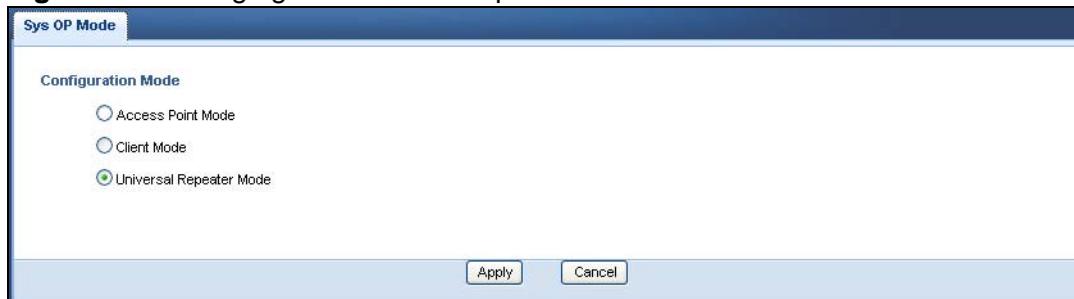 Sys OP Mode
Configuration Mode
Access Point Mode
Client Mode
Universal Repeater Mode
Apply Cancel